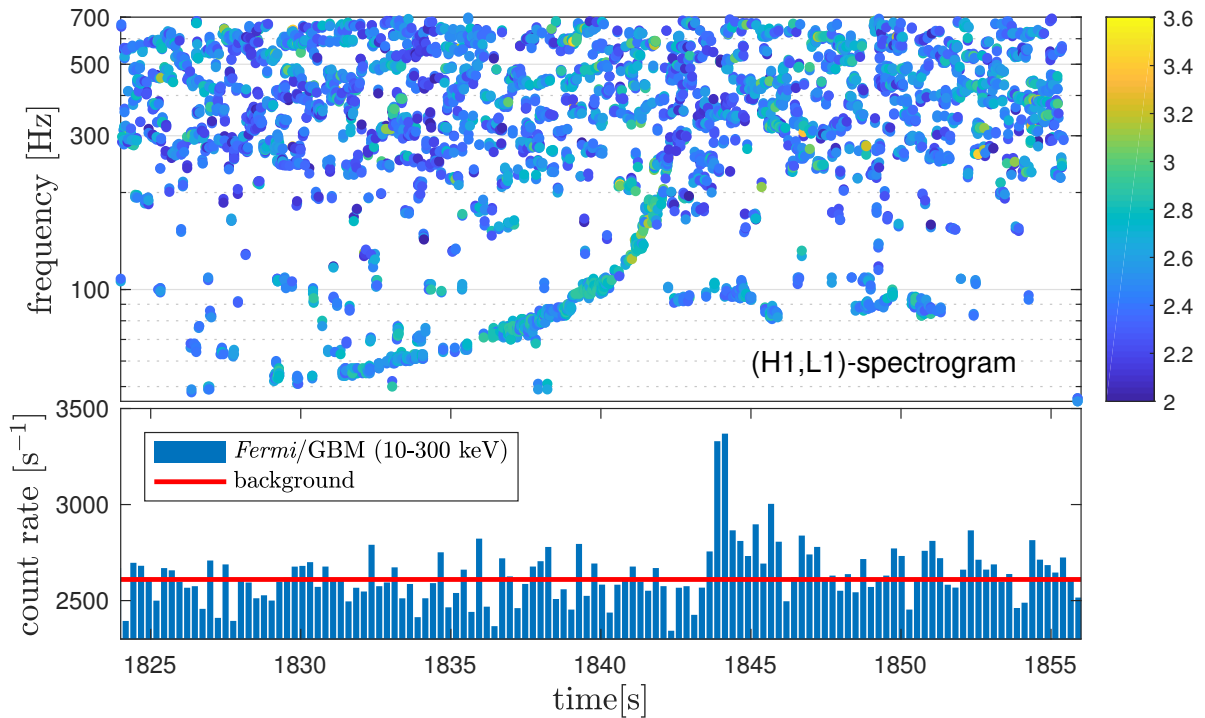 700
500
300
100
frequency [Hz]
(H1,L1)-spectrogram
3.6
3.4
3.2
3
2.8
2.6
2.4
2.2
2
3500
3000
2500
count rate [s⁻¹]
Fermi/GBM (10-300 keV)
background
1825 1830 1835 1840 1845 1850 1855
time[s]